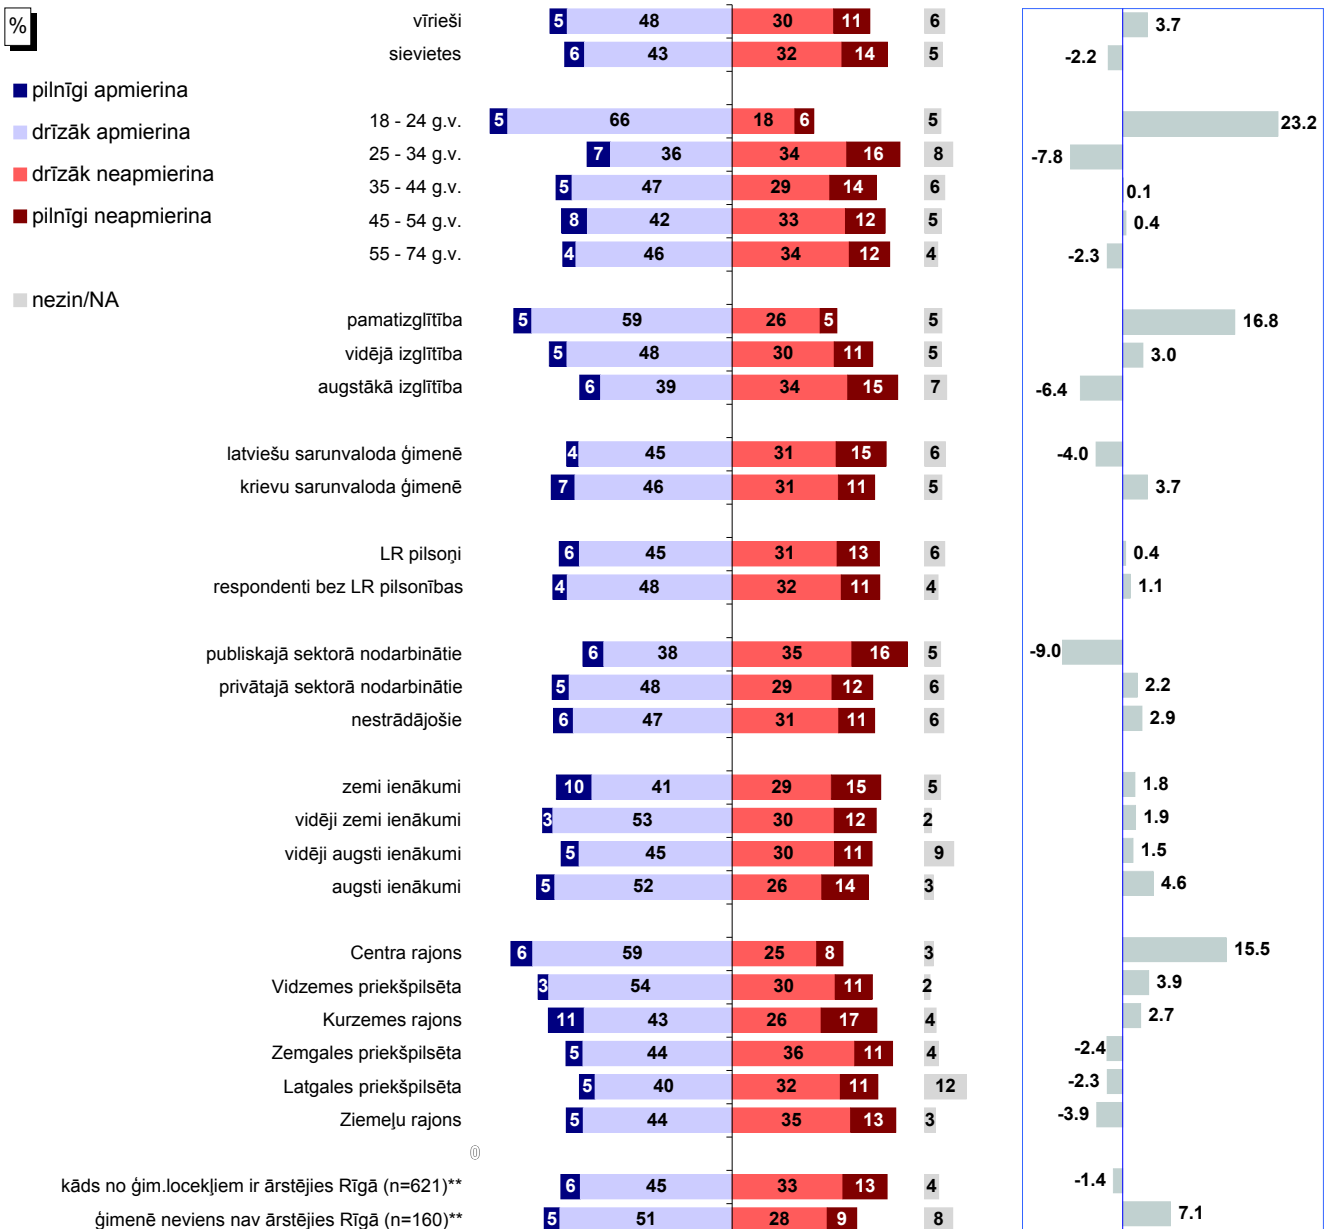 %
pilnīgi apmierina
drīzāk apmierina
drīzāk neapmierina
pilnīgi neapmierina
nezin/NA
vīrieši 5 48 30 11 6 3.7
sievietes 6 43 32 14 5 -2.2
18 - 24 g.v. 5 66 18 6 5 23.2
25 - 34 g.v. 7 36 34 16 8 -7.8
35 - 44 g.v. 5 47 29 14 6 0.1
45 - 54 g.v. 8 42 33 12 5 0.4
55 - 74 g.v. 4 46 34 12 4 -2.3
pamatizglītība 5 59 26 5 5 16.8
vidējā izglītība 5 48 30 11 5 3.0
augstākā izglītība 6 39 34 15 7 -6.4
latviešu sarunvaloda ģimenē 4 45 31 15 6 -4.0
krievu sarunvaloda ģimenē 7 46 31 11 5 3.7
LR pilsoņi 6 45 31 13 6 0.4
respondenti bez LR pilsonības 4 48 32 11 4 1.1
publiskajā sektorā nodarbinātie 6 38 35 16 5 -9.0
privātajā sektorā nodarbinātie 5 48 29 12 6 2.2
nestrādājošie 6 47 31 11 6 2.9
zemi ienākumi 10 41 29 15 5 1.8
vidēji zemi ienākumi 3 53 30 12 2 1.9
vidēji augsti ienākumi 5 45 30 11 9 1.5
augsti ienākumi 5 52 26 14 3 4.6
Centra rajons 6 59 25 8 3 15.5
Vidzemes priekšpilsēta 3 54 30 11 2 3.9
Kurzemes rajons 11 43 26 17 4 2.7
Zemgales priekšpilsēta 5 44 36 11 4 -2.4
Latgales priekšpilsēta 5 40 32 11 12 -2.3
Ziemeļu rajons 5 44 35 13 3 -3.9
0
kāds no ģim.locekļiem ir ārstējies Rīgā (n=621)** 6 45 33 13 4 -1.4
ģimenē neviens nav ārstējies Rīgā (n=160)** 5 51 28 9 8 7.1